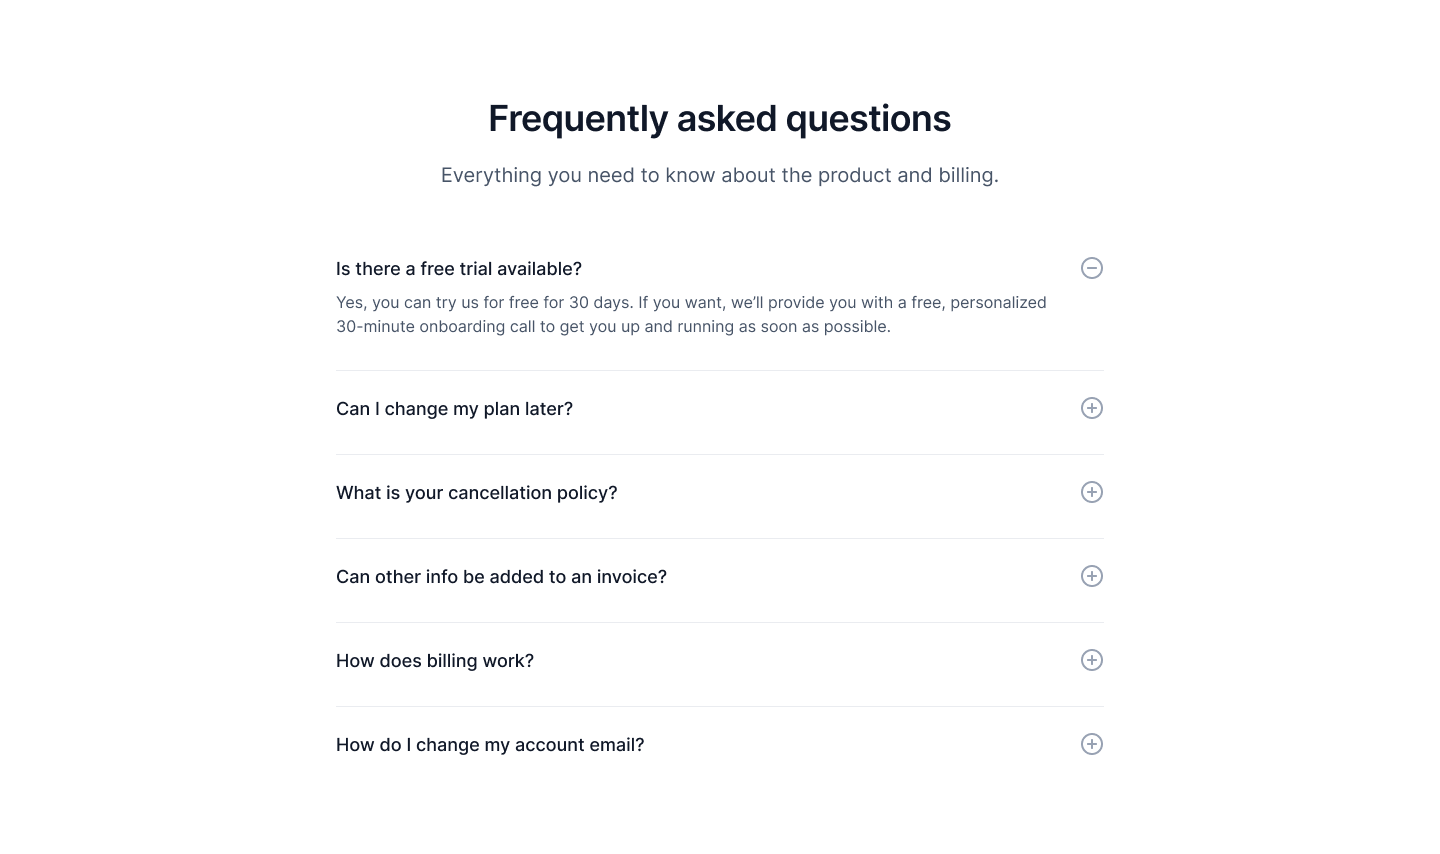 Frequently asked questions
Everything you need to know about the product and billing.
Is there a free trial available?
Yes, you can try us for free for 30 days. If you want, we’ll provide you with a free, personalized
30-minute onboarding call to get you up and running as soon as possible.
Can I change my plan later?
What is your cancellation policy?
Can other info be added to an invoice?
How does billing work?
How do I change my account email?